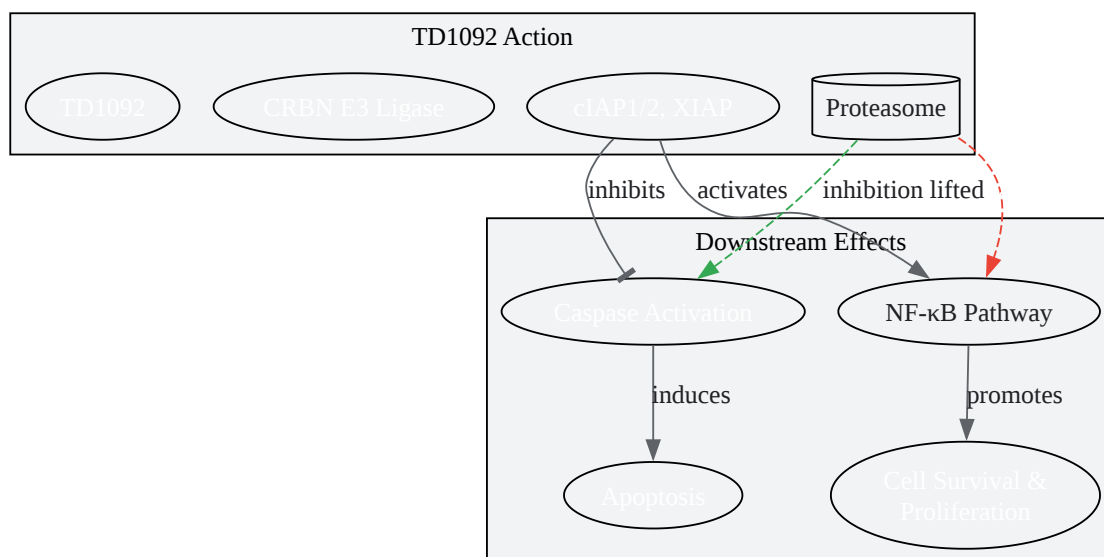 TD1092 Action
TD1092
CRBN E3 Ligase
cIAP1/2, XIAP
Proteasome
inhibits
activates
inhibition lifted
Downstream Effects
Caspase Activation
NF-κB Pathway
induces
promotes
Apoptosis
Cell Survival &
Proliferation